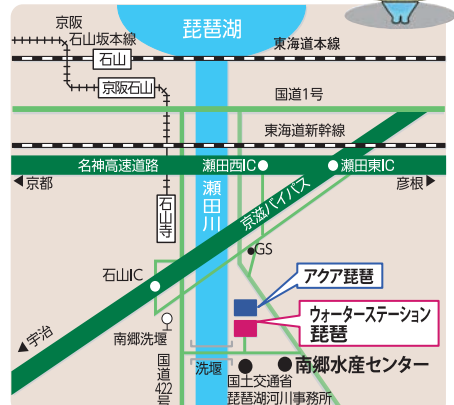 京阪
石山坂本線
琵琶湖
東海道本線
石山
京阪石山
国道1号
東海道新幹線
名神高速道路
瀬田西IC
瀬田東IC
京都
彦根
石山寺
瀬田川
京滋バイパス
GS
石山IC
アクア琵琶
ウォーターステーション
琵琶
宇治
南郷洗堰
国道422号
洗堰
南郷水産センター
国土交通省
琵琶湖河川事務所